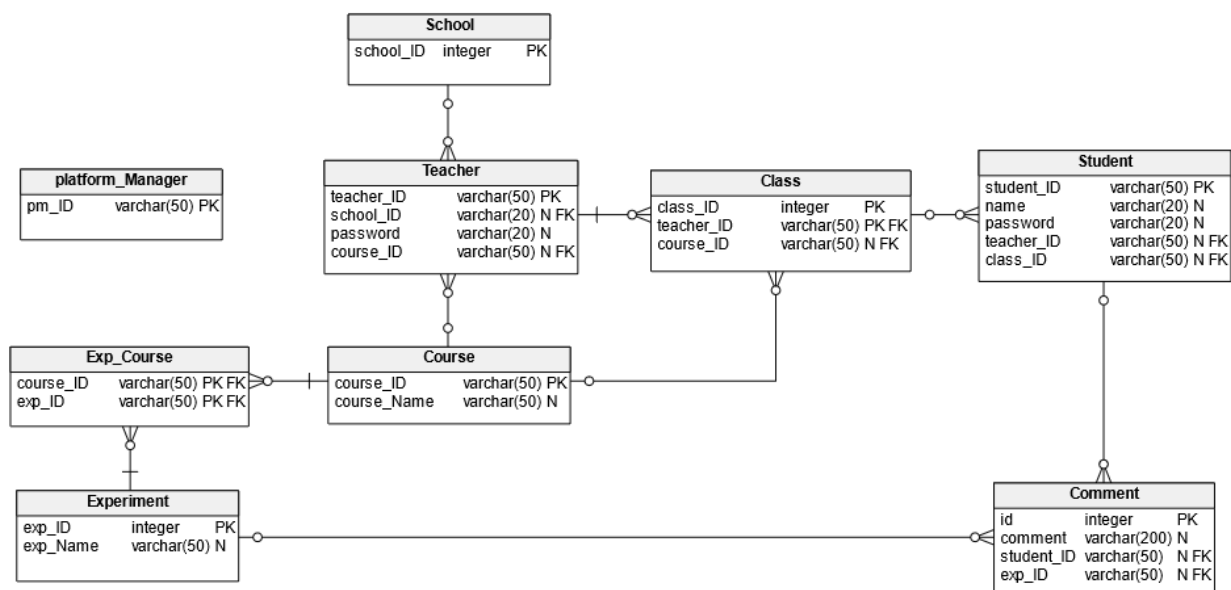 School
school_ID integer PK
platform_Manager
pm_ID varchar(50) PK
Teacher
teacher_ID varchar(50) PK
school_ID varchar(20) N FK
password varchar(20) N
course_ID varchar(50) N FK
Class
class_ID integer PK
teacher_ID varchar(50) PK FK
course_ID varchar(50) N FK
Student
student_ID varchar(50) PK
name varchar(20) N
password varchar(20) N
teacher_ID varchar(50) N FK
class_ID varchar(50) N FK
Exp_Course
course_ID varchar(50) PK FK
exp_ID varchar(50) PK FK
Course
course_ID varchar(50) PK
course_Name varchar(50) N
Experiment
exp_ID integer PK
exp_Name varchar(50) N
Comment
id integer PK
comment varchar(200) N
student_ID varchar(50) N FK
exp_ID varchar(50) N FK